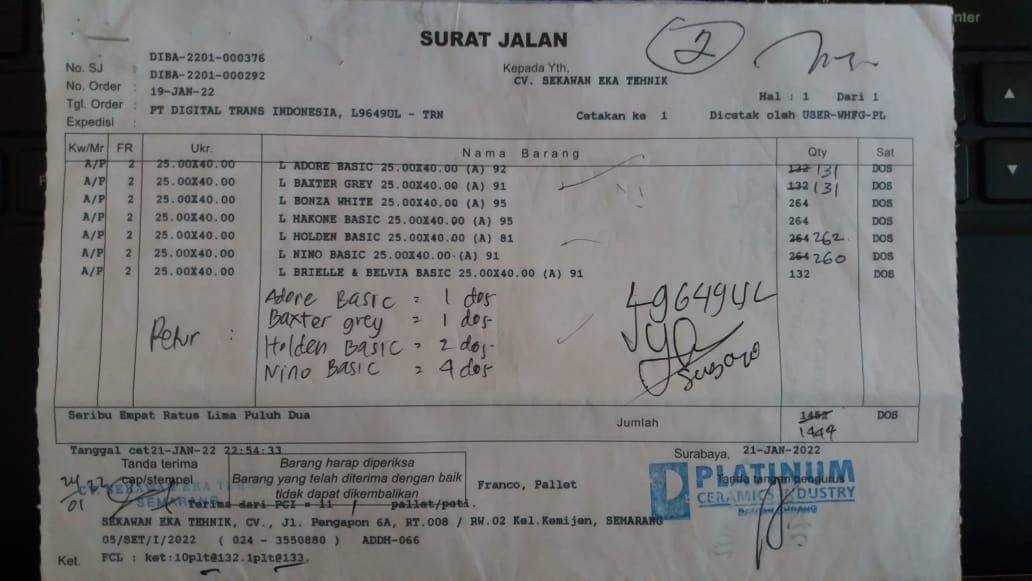 SURAT JALAN
2
No. SJ : DIBA-2201-000376
No. Order : DIBA-2201-000292
Tgl. Order : 19-JAN-22
Expedisi : PT DIGITAL TRANS INDONESIA, L9649UL - TRN
Kepada Yth,
CV. SEKAWAN EKA TEHNIK
Hal : 1 Dari 1
Cetakan ke 1 Dicetak oleh USER-WHFG-PL
Kw/Mr FR Ukr. Nama Barang Qty Sat
A/P 2 25.00X40.00 L ADORE BASIC 25.00X40.00 (A) 92 132 131 DOS
A/P 2 25.00X40.00 L BAXTER GREY 25.00X40.00 (A) 91 132 131 DOS
A/P 2 25.00X40.00 L BONZA WHITE 25.00X40.00 (A) 95 264 DOS
A/P 2 25.00X40.00 L HAKONE BASIC 25.00X40.00 (A) 95 264 DOS
A/P 2 25.00X40.00 L HOLDEN BASIC 25.00X40.00 (A) 81 264 262 DOS
A/P 2 25.00X40.00 L NINO BASIC 25.00X40.00 (A) 91 264 260 DOS
A/P 2 25.00X40.00 L BRIELLE & BELVIA BASIC 25.00X40.00 (A) 91 132 DOS
Retur :
Adore Basic = 1 dos
Baxter grey = 1 dos
Holden Basic = 2 dos
Nino Basic = 4 dos
L9649UL
Seribu Empat Ratus Lima Puluh Dua Jumlah 1452 DOS
1444
Tanggal cet21-JAN-22 22:54:33
Surabaya, 21-JAN-2022
Tanda terima
cap/stempel
Barang harap diperiksa
Barang yang telah diterima dengan baik
tidak dapat dikembalikan
Franco, Pallet
PLATINUM
CERAMICS INDUSTRY
Tanda tangan pengurus
CV. SEKAWAN EKA TEHNIK
SEMARANG
Terima dari PCI = 11 pallet/peti.
SEKAWAN EKA TEHNIK, CV., Jl. Pengapon 6A, RT.008 / RW.02 Kel.Kemijen, SEMARANG
05/SET/I/2022 ( 024 - 3550880 ) ADDH-066
Ket. FCL : ket:10plt@132.1plt@133.